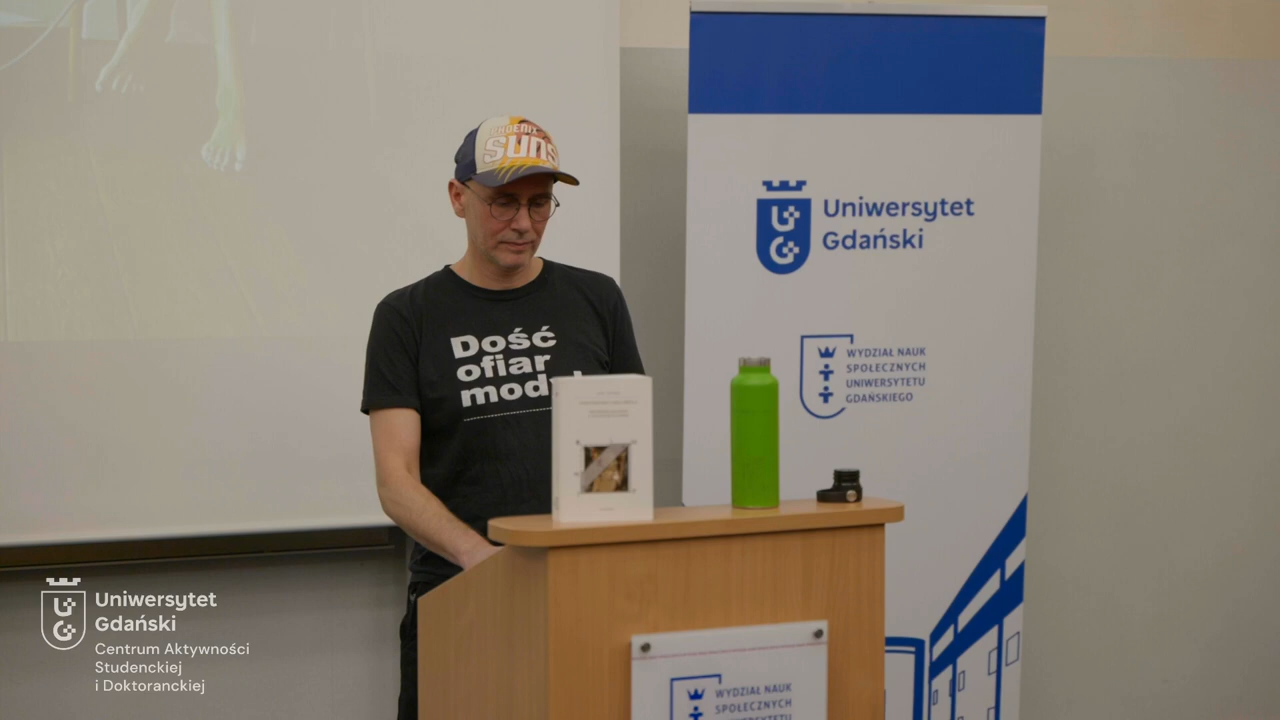 PHOENIX
SUNS
Dość
ofiar
Uniwersytet
Gdański
WYDZIAŁ NAUK
SPOŁECZNYCH
UNIWERSYTETU
GDAŃSKIEGO
WYDZIAŁ NAUK
SPOŁECZNYCH
Uniwersytet
Gdański
Centrum Aktywności
Studenckiej
i Doktoranckiej